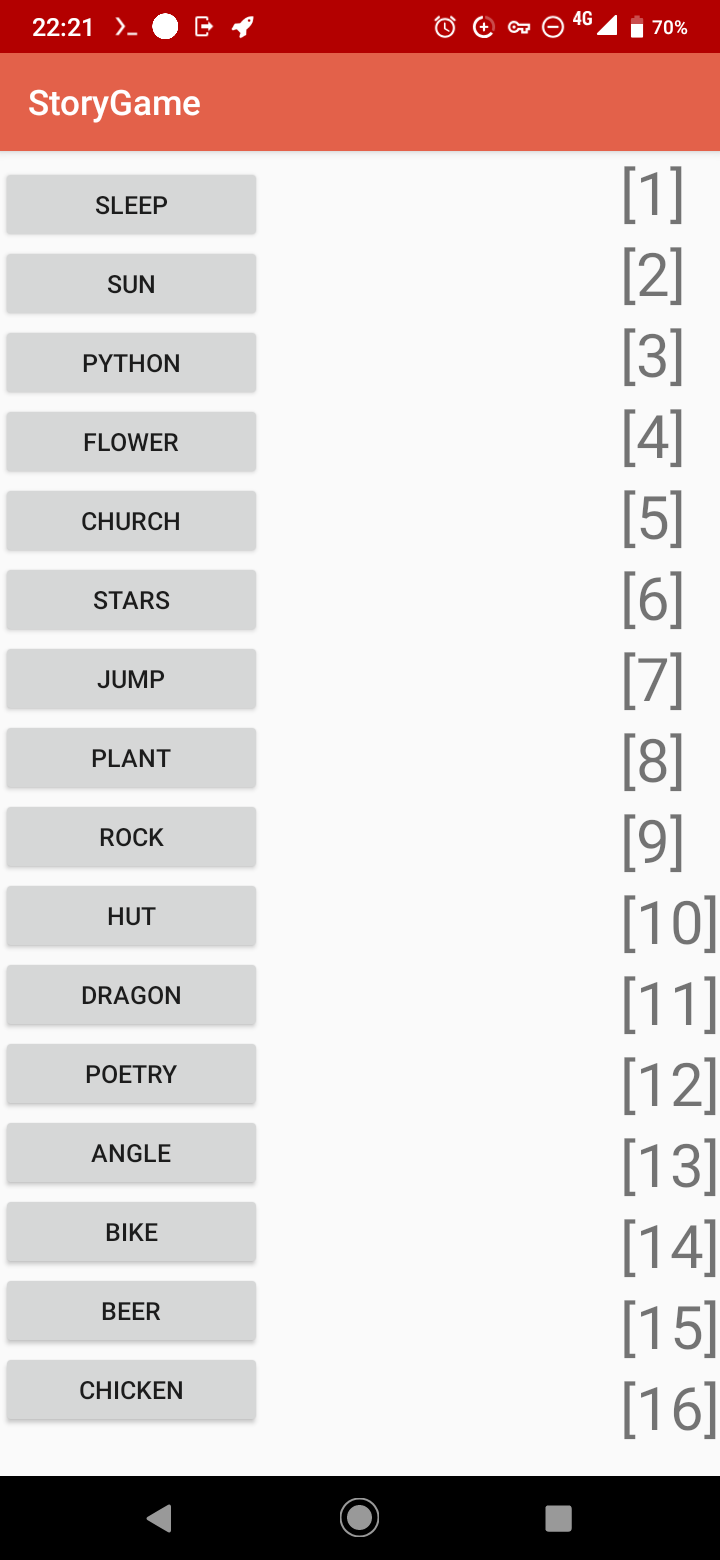 22:21 4G 70%
StoryGame
SLEEP [1]
SUN [2]
PYTHON [3]
FLOWER [4]
CHURCH [5]
STARS [6]
JUMP [7]
PLANT [8]
ROCK [9]
HUT [10]
DRAGON [11]
POETRY [12]
ANGLE [13]
BIKE [14]
BEER [15]
CHICKEN [16]